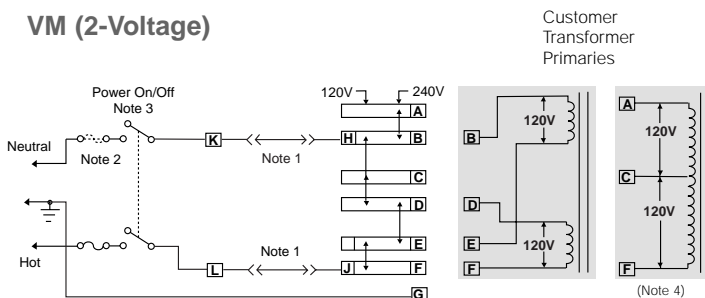 VM (2-Voltage)
Customer
Transformer
Primaries
Power On/Off
Note 3
120V 240V
A
Neutral
Note 2
K
Note 1
H B
C
D
E
Hot
L
Note 1
J F
G
120V
B
D
E
120V
F
A
120V
C
120V
F
(Note 4)